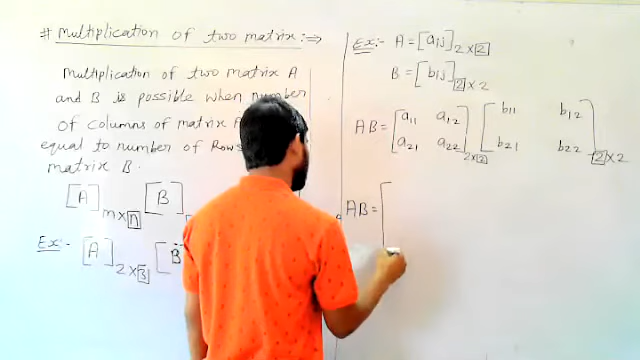 # Multiplication of two matrix :⇒
Multiplication of two matrix A
and B is possible when number
of columns of matrix
equal to number of Rows
matrix B.
[A] m×n [B]
Ex:- [A] 2×3 [B
Ex:- A = [aij] 2×2
B = [bij] 2×2
AB = [a11 a12 [b11 b12
a21 a22] 2×2 b21 b22] 2×2
AB = [